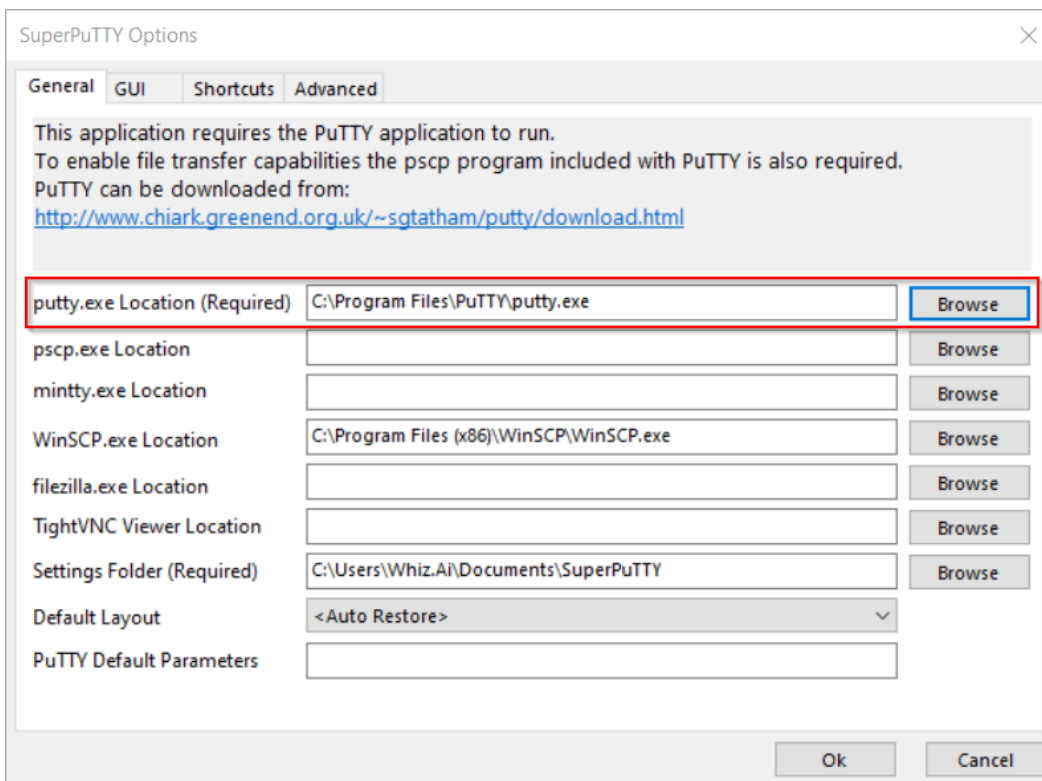 SuperPuTTY Options
General GUI Shortcuts Advanced
This application requires the PuTTY application to run.
To enable file transfer capabilities the pscp program included with PuTTY is also required.
PuTTY can be downloaded from:
http://www.chiark.greenend.org.uk/~sgtatham/putty/download.html
putty.exe Location (Required) C:\Program Files\PuTTY\putty.exe Browse
pscp.exe Location Browse
mintty.exe Location Browse
WinSCP.exe Location C:\Program Files (x86)\WinSCP\WinSCP.exe Browse
filezilla.exe Location Browse
TightVNC Viewer Location Browse
Settings Folder (Required) C:\Users\Whiz.Ai\Documents\SuperPuTTY Browse
Default Layout <Auto Restore>
PuTTY Default Parameters
Ok Cancel